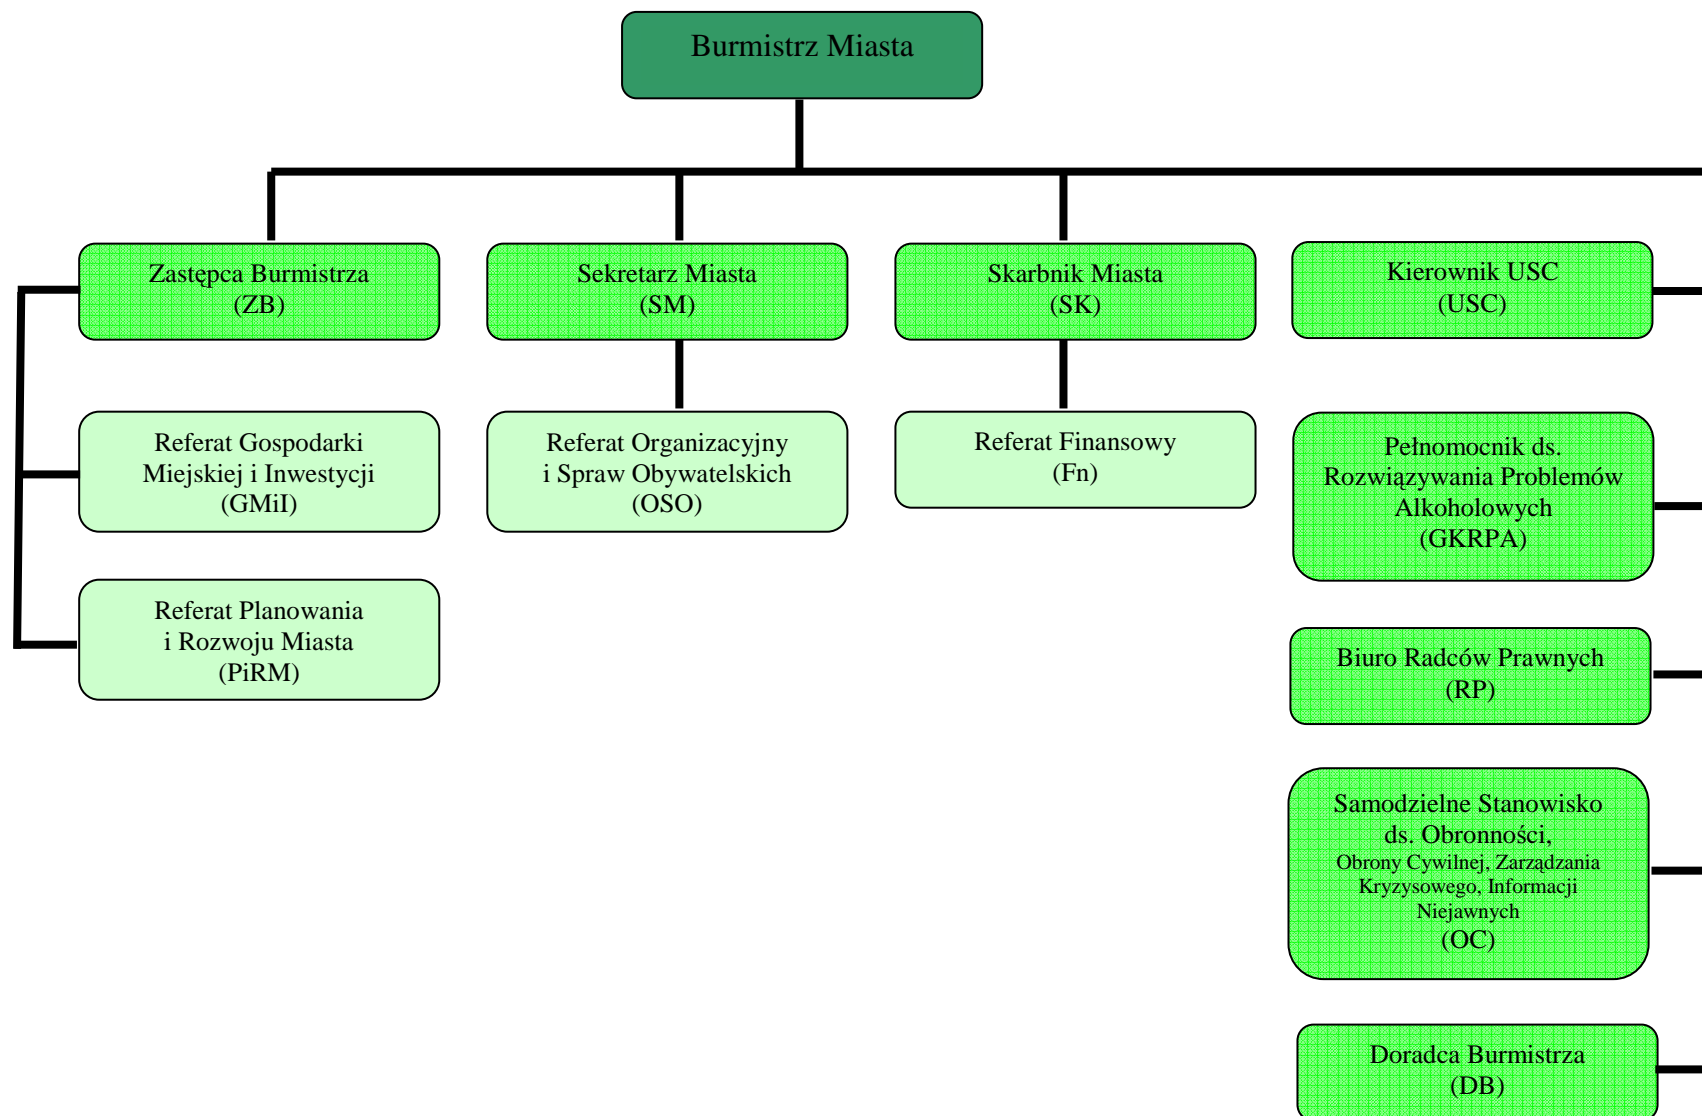 Burmistrz Miasta
Zastępca Burmistrza
(ZB)
Sekretarz Miasta
(SM)
Skarbnik Miasta
(SK)
Kierownik USC
(USC)
Referat Gospodarki
Miejskiej i Inwestycji
(GMiI)
Referat Organizacyjny
i Spraw Obywatelskich
(OSO)
Referat Finansowy
(Fn)
Pełnomocnik ds.
Rozwiązywania Problemów
Alkoholowych
(GKRPA)
Referat Planowania
i Rozwoju Miasta
(PiRM)
Biuro Radców Prawnych
(RP)
Samodzielne Stanowisko
ds. Obronności,
Obrony Cywilnej, Zarządzania
Kryzysowego, Informacji
Niejawnych
(OC)
Doradca Burmistrza
(DB)